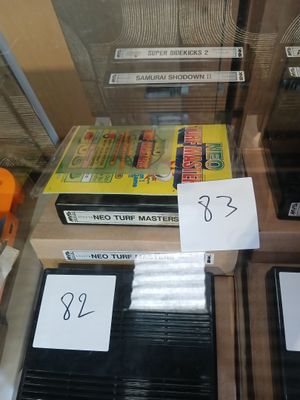 SUPER SIDEKICKS 2
SAMURAI SHODOWN II
NEO
TURF MASTERS
NEO TURF MASTERS
83
NEO TURF MASTERS
82